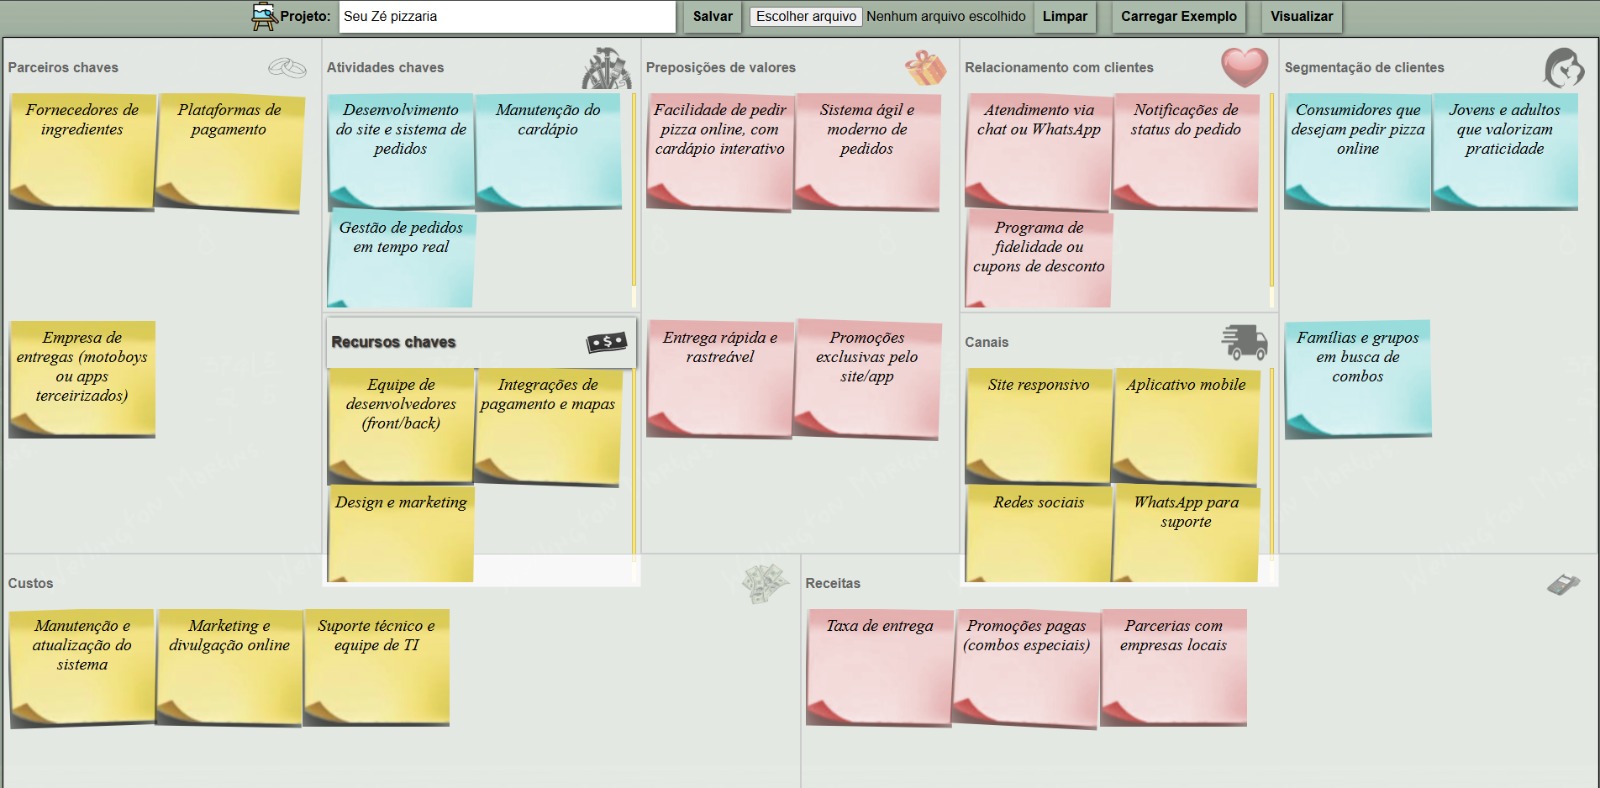 Projeto:
Seu Zé pizzaria
Salvar
Escolher arquivo
Nenhum arquivo escolhido
Limpar
Carregar Exemplo
Visualizar
Parceiros chaves
Fornecedores de
ingredientes
Plataformas de
pagamento
Empresa de
entregas (motoboys
ou apps
terceirizados)
Atividades chaves
Desenvolvimento
do site e sistema de
pedidos
Manutenção do
cardápio
Gestão de pedidos
em tempo real
Recursos chaves
Equipe de
desenvolvedores
(front/back)
Integrações de
pagamento e mapas
Design e marketing
Preposições de valores
Facilidade de pedir
pizza online, com
cardápio interativo
Sistema ágil e
moderno de
pedidos
Entrega rápida e
rastreável
Promoções
exclusivas pelo
site/app
Relacionamento com clientes
Atendimento via
chat ou WhatsApp
Notificações de
status do pedido
Programa de
fidelidade ou
cupons de desconto
Canais
Site responsivo
Aplicativo mobile
Redes sociais
WhatsApp para
suporte
Segmentação de clientes
Consumidores que
desejam pedir pizza
online
Jovens e adultos
que valorizam
praticidade
Famílias e grupos
em busca de
combos
Custos
Manutenção e
atualização do
sistema
Marketing e
divulgação online
Suporte técnico e
equipe de TI
Receitas
Taxa de entrega
Promoções pagas
(combos especiais)
Parcerias com
empresas locais